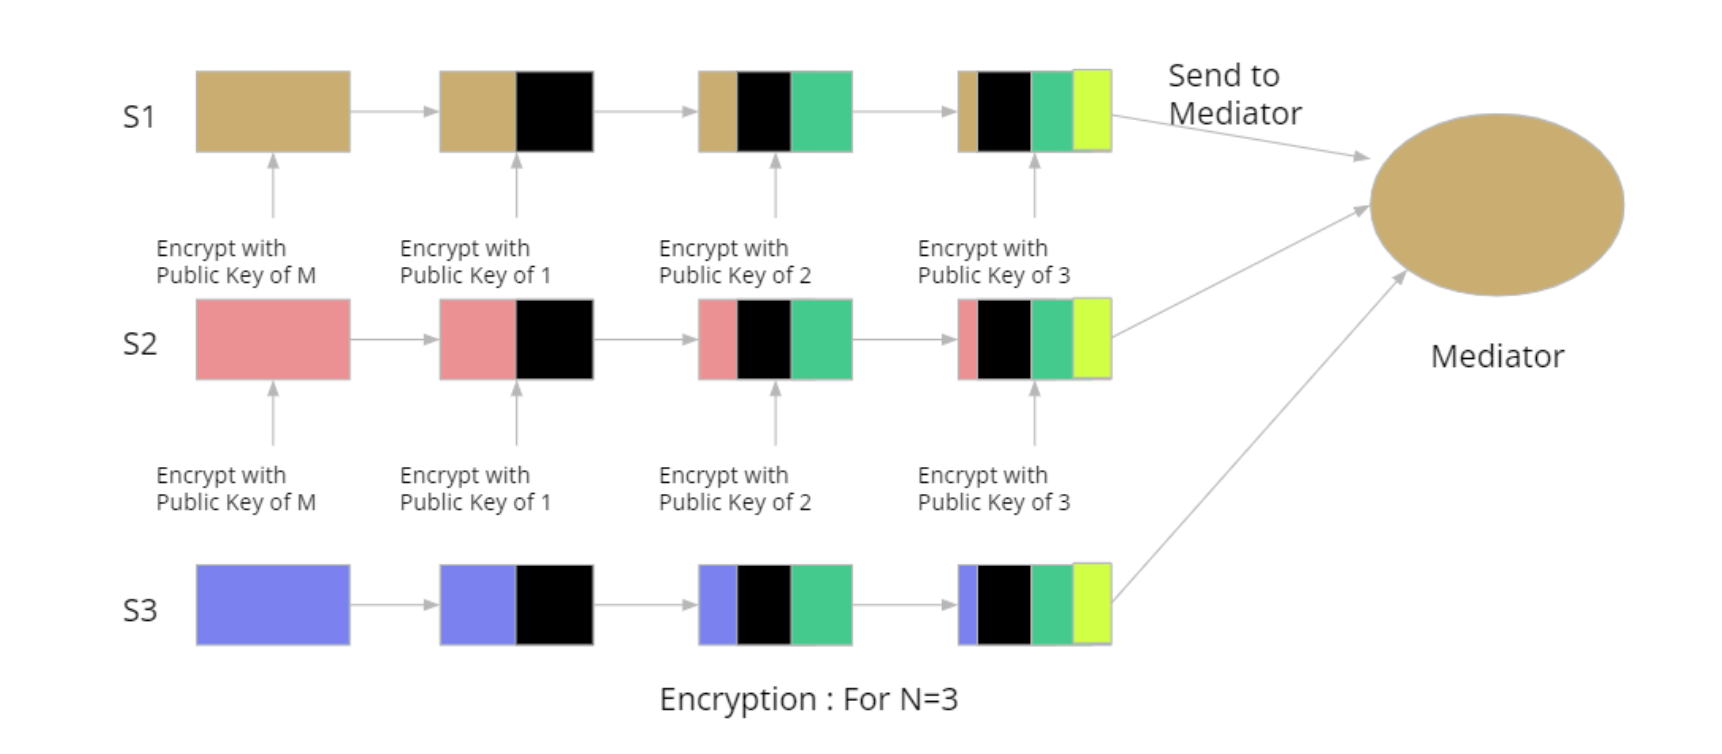 Send to
Mediator
S1
Encrypt with
Public Key of M
Encrypt with
Public Key of 1
Encrypt with
Public Key of 2
Encrypt with
Public Key of 3
S2
Mediator
Encrypt with
Public Key of M
Encrypt with
Public Key of 1
Encrypt with
Public Key of 2
Encrypt with
Public Key of 3
S3
Encryption : For N=3